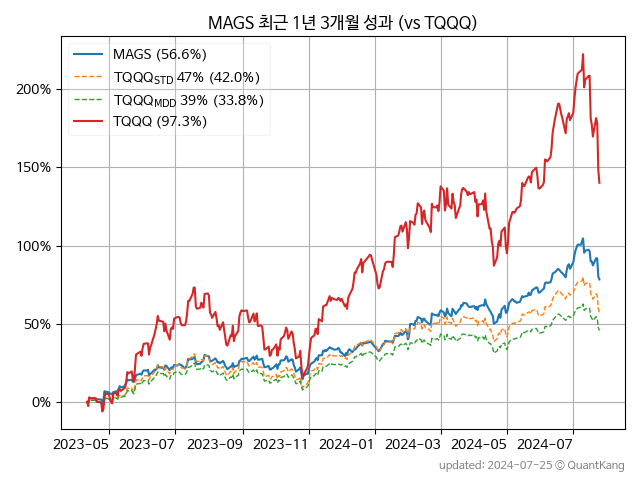 MAGS 최근 1년 3개월 성과 (vs TQQQ)
MAGS (56.6%)
TQQQSTD 47% (42.0%)
TQQQMDD 39% (33.8%)
TQQQ (97.3%)
200%
150%
100%
50%
0%
2023-05 2023-07 2023-09 2023-11 2024-01 2024-03 2024-05 2024-07
updated: 2024-07-25 © QuantKang